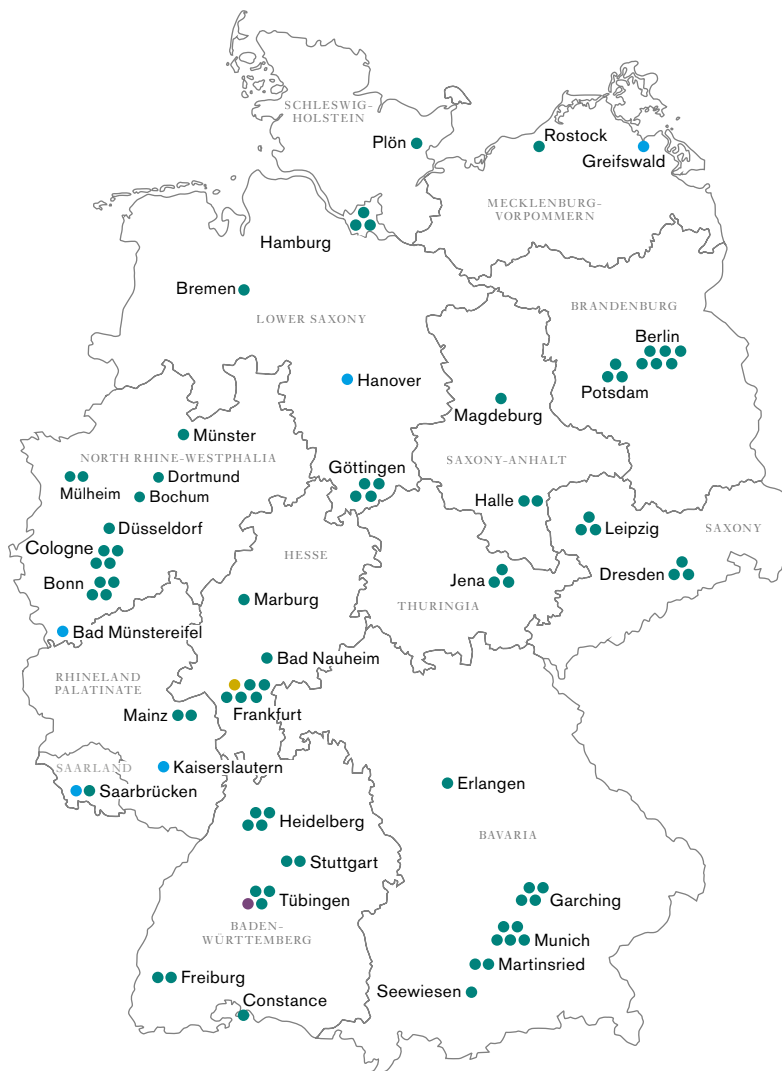 SCHLESWIG-
HOLSTEIN
Plön
Rostock
Greifswald
MECKLENBURG-
VORPOMMERN
Hamburg
Bremen
LOWER SAXONY
BRANDENBURG
Berlin
Potsdam
Hanover
Magdeburg
Münster
NORTH RHINE-WESTPHALIA
Dortmund
Mülheim
Bochum
Göttingen
SAXONY-ANHALT
Halle
Düsseldorf
Leipzig
SAXONY
Cologne
HESSE
Bonn
Jena
Dresden
Marburg
THURINGIA
Bad Münstereifel
Bad Nauheim
RHINELAND
PALATINATE
Mainz
Frankfurt
SAARLAND
Kaiserslautern
Saarbrücken
Erlangen
Heidelberg
BAVARIA
Stuttgart
Tübingen
Garching
BADEN-
WÜRTTEMBERG
Munich
Martinsried
Freiburg
Seewiesen
Constance